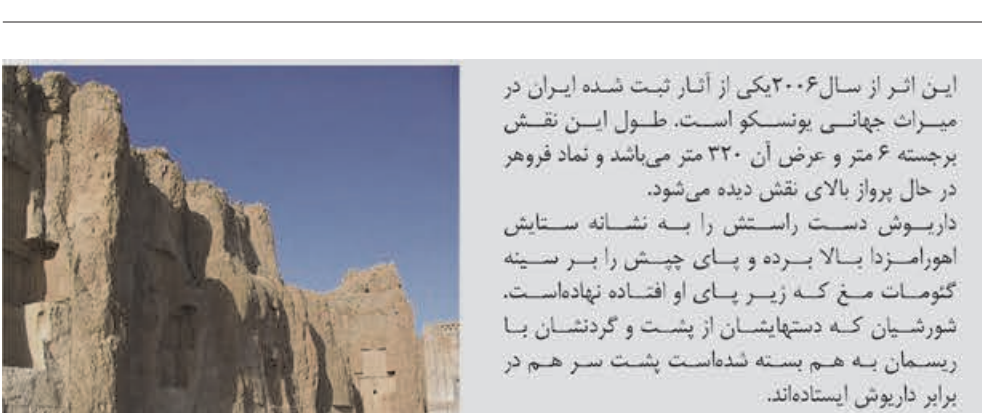 این اثر از سال۲۰۰۶یکی از آثار ثبت شده ایران در
میراث جهانی یونسکو است. طول این نقش
برجسته ۶ متر و عرض آن ۳۲۰ متر می‌باشد و نماد فروهر
در حال پرواز بالای نقش دیده می‌شود.
داریوش دست راستش را به نشانه ستایش
اهورامزدا بالا برده و پای چپش را بر سینه
گئومات مغ که زیر پای او افتاده نهاده‌است.
شورشیان که دستهایشان از پشت و گردنشان با
ریسمان به هم بسته شده‌است پشت سر هم در
برابر داریوش ایستاده‌اند.